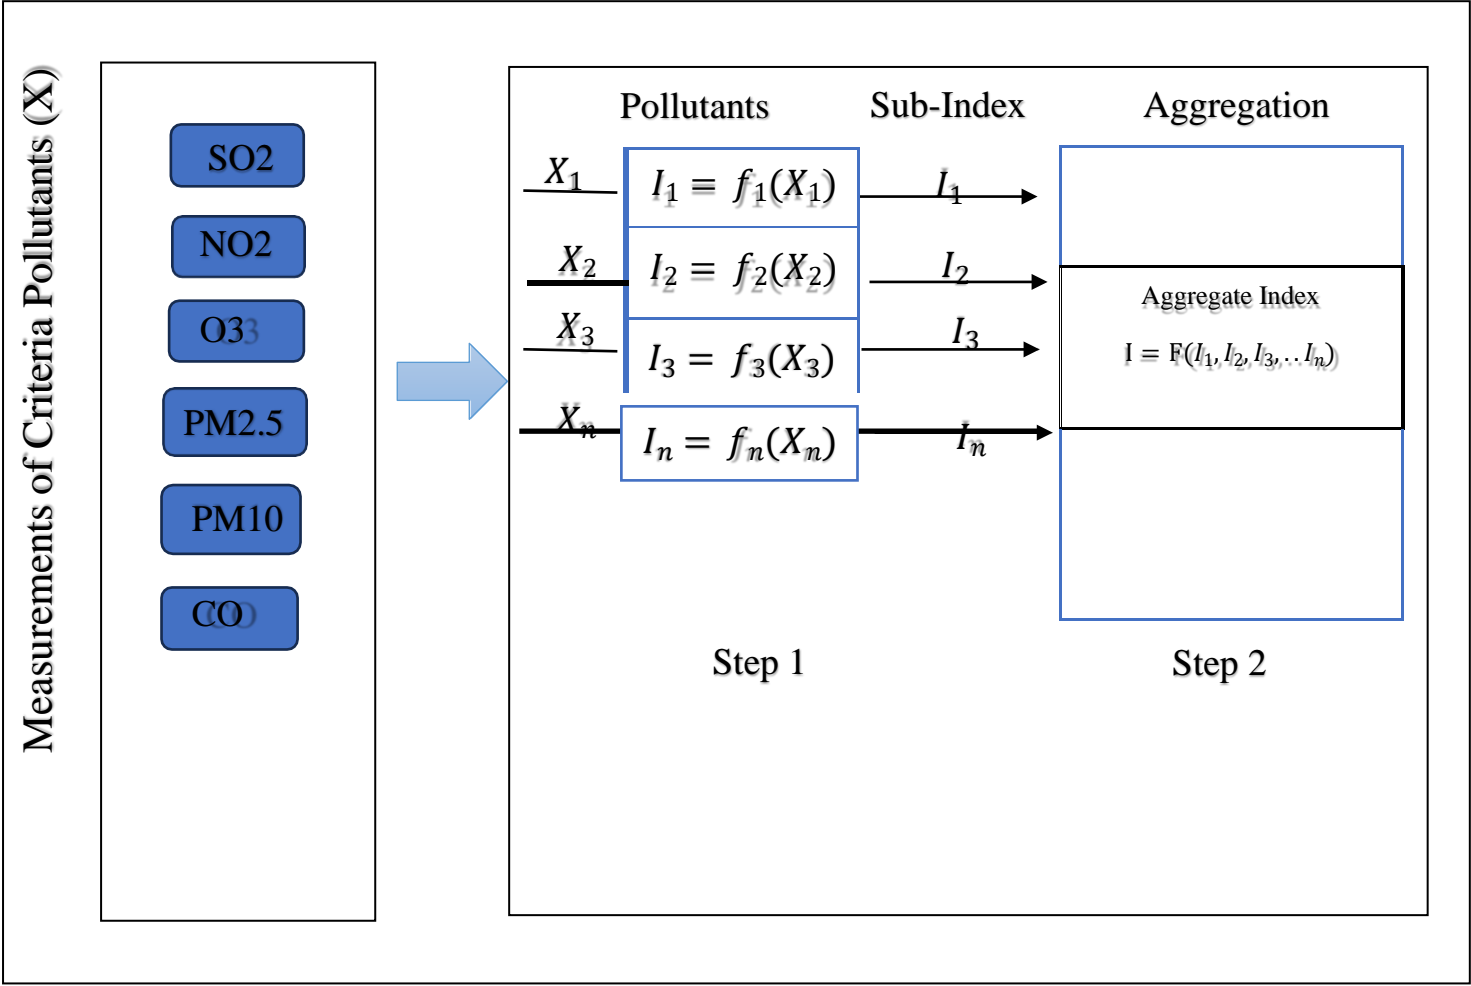 Measurements of Criteria Pollutants (X)
SO2
NO2
O3
PM2.5
PM10
CO
Pollutants Sub-Index Aggregation
X₁ I₁ = f₁(X₁) I₁
X₂ I₂ = f₂(X₂) I₂
X₃ I₃ = f₃(X₃) I₃
Xₙ Iₙ = fₙ(Xₙ) Iₙ
Aggregate Index
I = F(I₁, I₂, I₃, . . Iₙ)
Step 1 Step 2